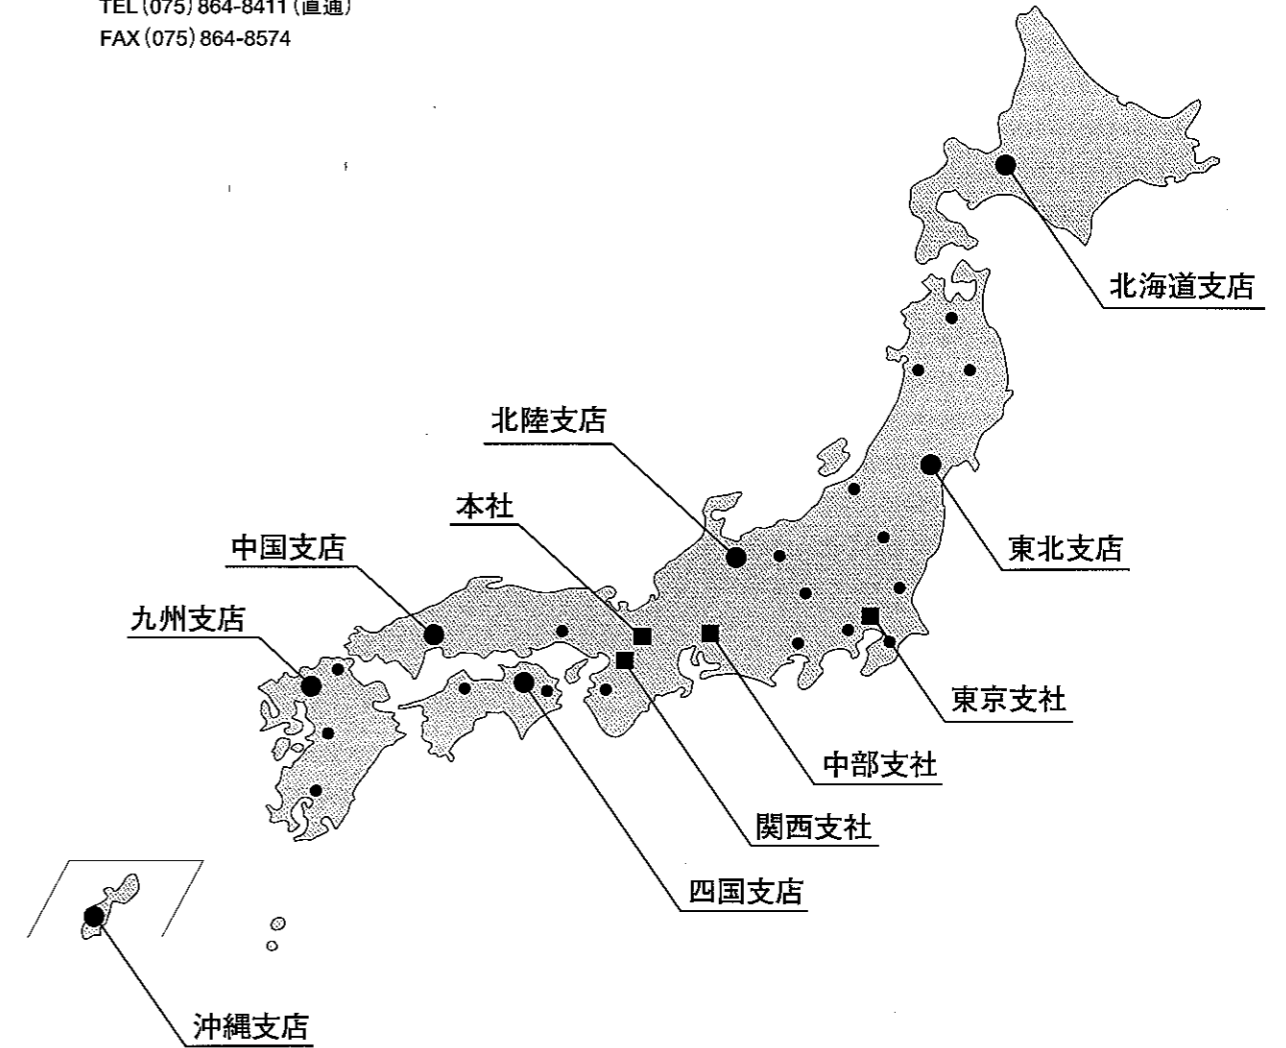 TEL(075)864-8411(直通)
FAX(075)864-8574
北海道支店
北陸支店
本社
東北支店
中国支店
九州支店
東京支社
中部支社
関西支社
四国支店
沖縄支店